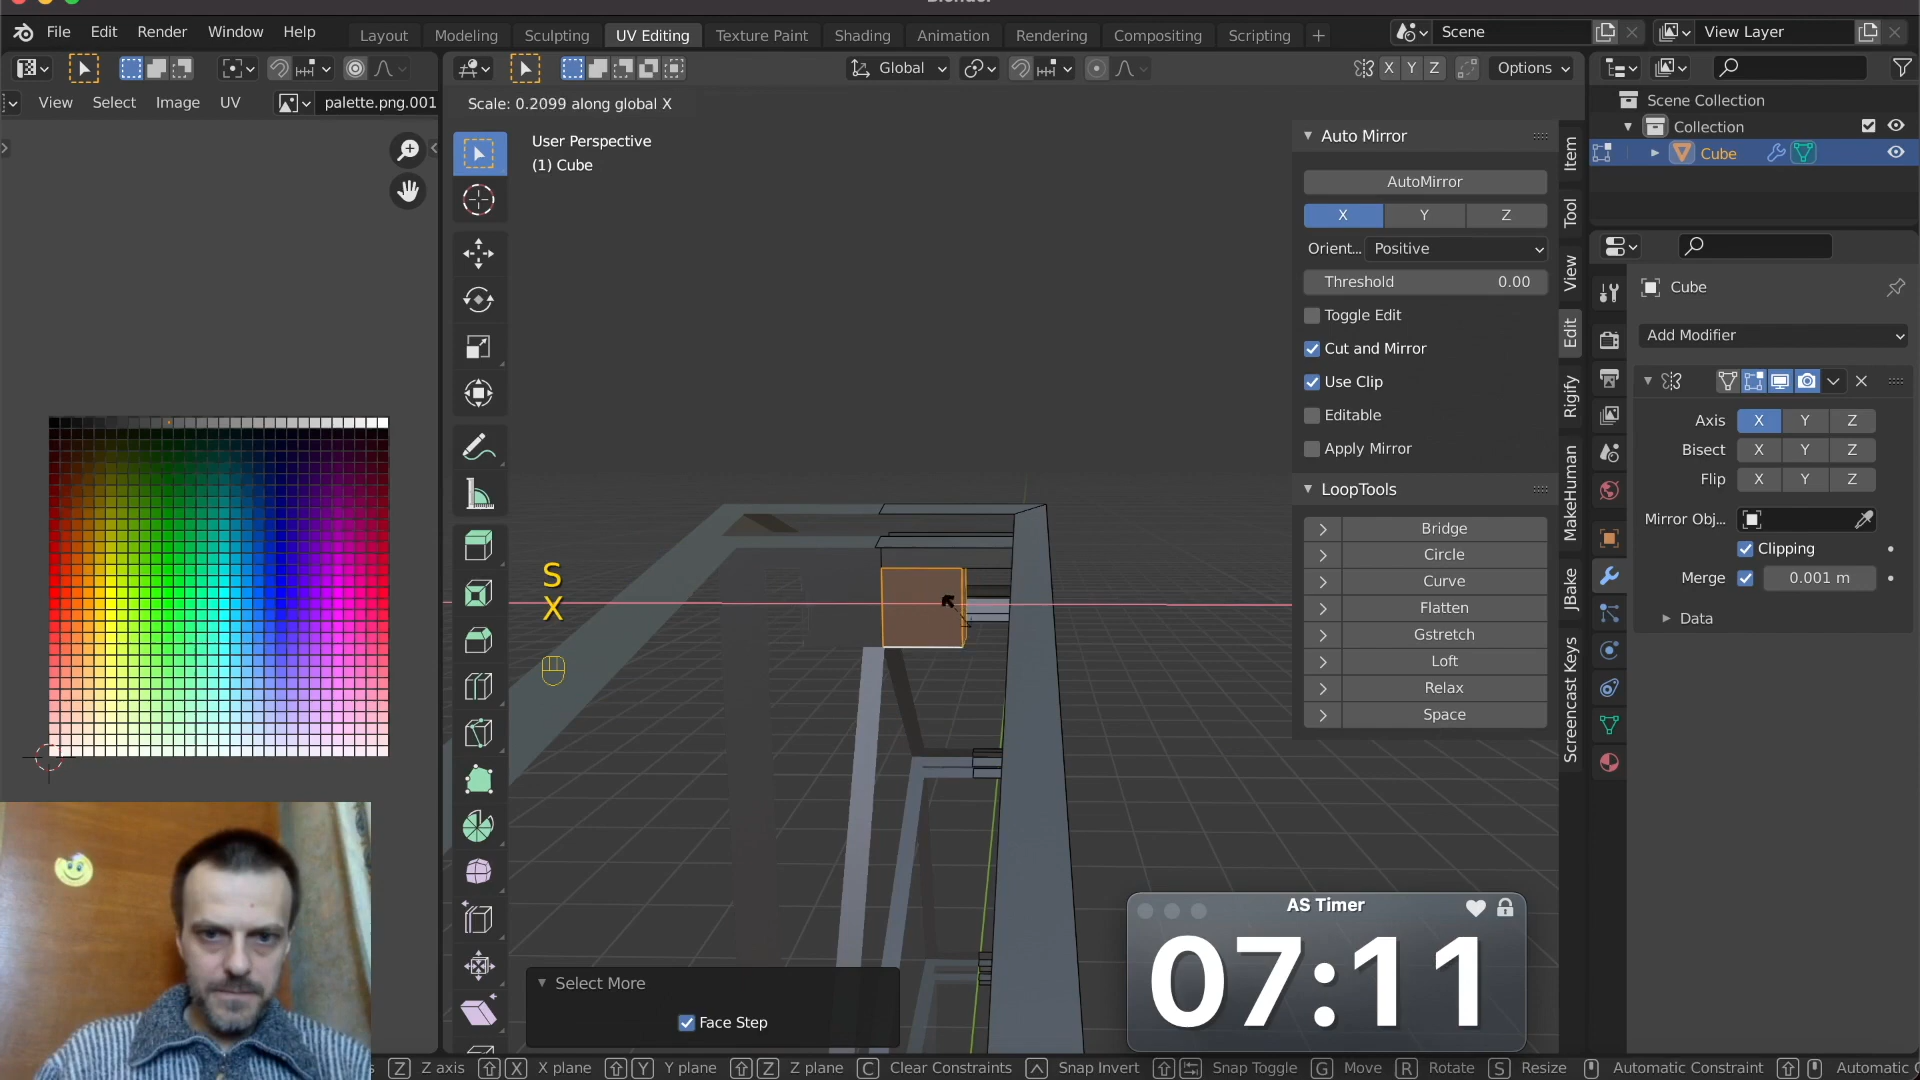 Blender
File Edit Render Window Help
Layout Modeling Sculpting UV Editing Texture Paint Shading Animation Rendering Compositing Scripting
Scene
View Layer
Global
X Y Z
Options
View Select Image UV
palette.png.001
Scale: 0.2099 along global X
User Perspective
(1) Cube
S
X
Auto Mirror
AutoMirror
X Y Z
Orient... Positive
Threshold 0.00
Toggle Edit
Cut and Mirror
Use Clip
Editable
Apply Mirror
LoopTools
Bridge
Circle
Curve
Flatten
Gstretch
Loft
Relax
Space
Item
Tool
View
Edit
Rigify
MakeHuman
JBake
Screencast Keys
Scene Collection
Collection
Cube
Cube
Add Modifier
Axis X Y Z
Bisect X Y Z
Flip X Y Z
Mirror Obj...
Clipping
Merge 0.001 m
Data
Select More
Face Step
AS Timer
07:11
Z Z axis X X plane Y Y plane Z Z plane C Clear Constraints Snap Invert Snap Toggle G Move R Rotate S Resize Automatic Constraint Automatic C